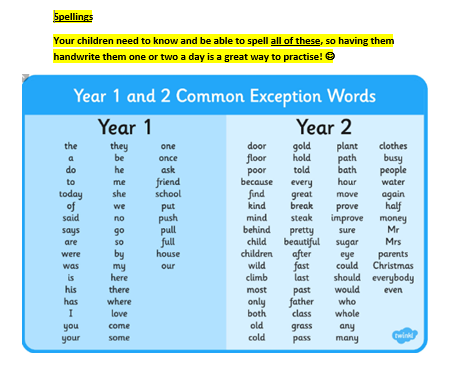 Spellings
Your children need to know and be able to spell all of these, so having them
handwrite them one or two a day is a great way to practise!
Year 1 and 2 Common Exception Words
Year 1 Year 2
the they one door gold plant clothes
a be once floor hold path busy
do he ask poor told bath people
to me friend because every hour water
today she school find great move again
of we put kind break prove half
said no push mind steak improve money
says go pull behind pretty sure Mr
are so full child beautiful sugar Mrs
were by house children after eye parents
was my our wild fast could Christmas
is here climb last should everybody
his there most past would even
has where only father who
I love both class whole
you come old grass any
your some cold pass many
twinkl